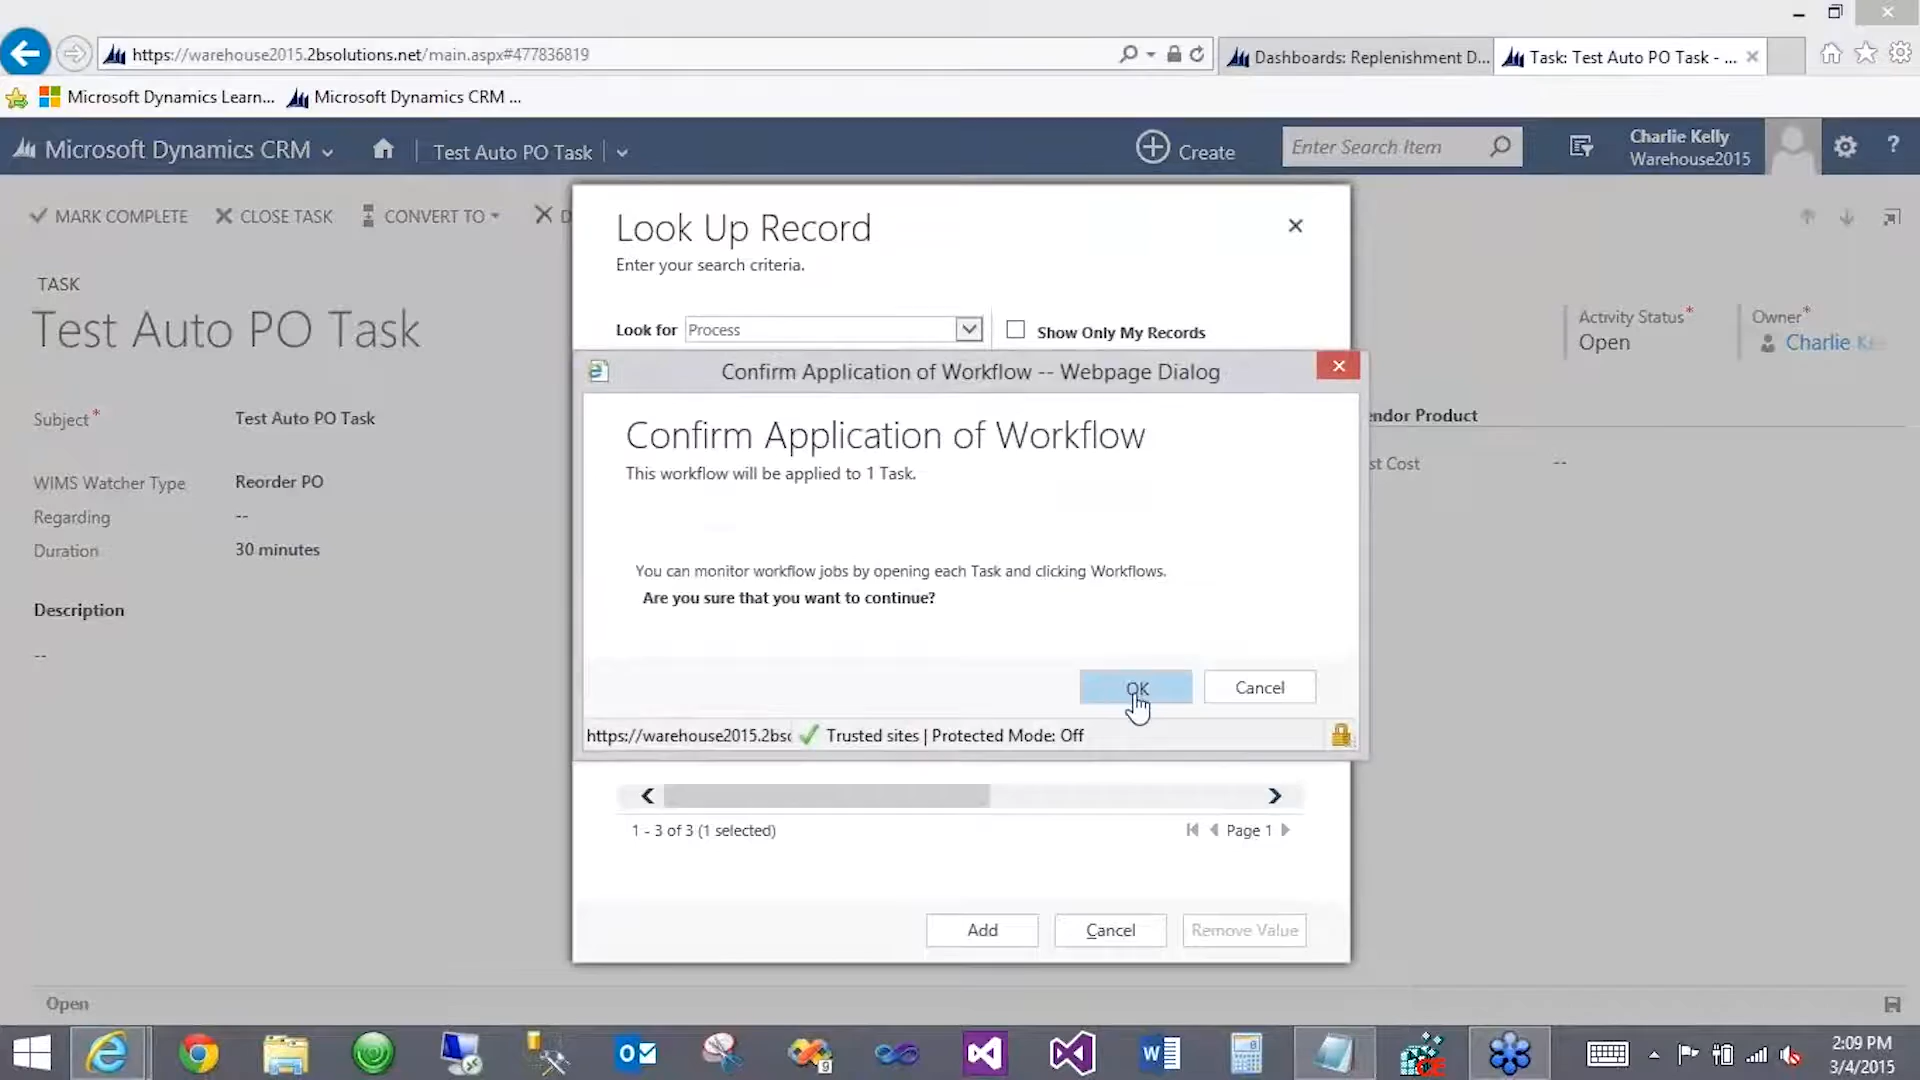 https://warehouse2015.2bsolutions.net/main.aspx#477836819
Dashboards: Replenishment D...
Task: Test Auto PO Task - ...
Microsoft Dynamics Learn...
Microsoft Dynamics CRM ...
Microsoft Dynamics CRM
Test Auto PO Task
Create
Enter Search Item
Charlie Kelly
Warehouse2015
?
MARK COMPLETE
CLOSE TASK
CONVERT TO
D
Look Up Record
Enter your search criteria.
Look for
Process
Show Only My Records
TASK
Test Auto PO Task
Activity Status*
Open
Owner*
Charlie Ke
Subject*
Test Auto PO Task
WIMS Watcher Type
Reorder PO
Regarding
--
Duration
30 minutes
Description
--
endor Product
st Cost
--
Confirm Application of Workflow -- Webpage Dialog
Confirm Application of Workflow
This workflow will be applied to 1 Task.
You can monitor workflow jobs by opening each Task and clicking Workflows.
Are you sure that you want to continue?
OK
Cancel
https://warehouse2015.2bs
Trusted sites | Protected Mode: Off
1 - 3 of 3 (1 selected)
Page 1
Add
Cancel
Remove Value
Open
2:09 PM
3/4/2015